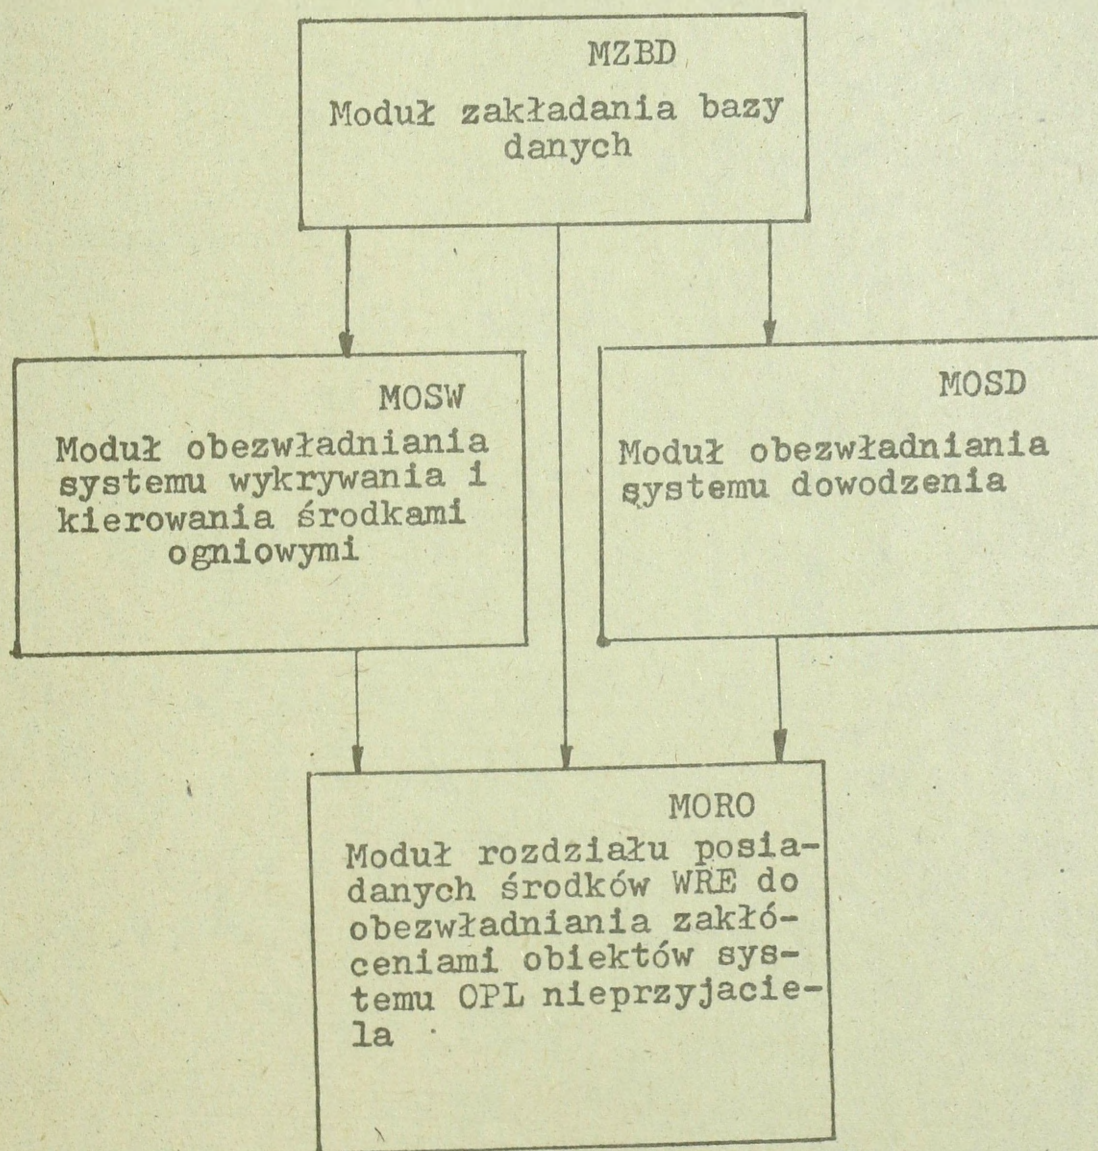 MZBD
Moduł zakładania bazy
danych
MOSW
Moduł obezwładniania
systemu wykrywania i
kierowania środkami
ogniowymi
MOSD
Moduł obezwładniania
systemu dowodzenia
MORO
Moduł rozdziału posia-
danych środków WRE do
obezwładniania zakłó-
ceniami obiektów sys-
temu OPL nieprzyjacie-
la